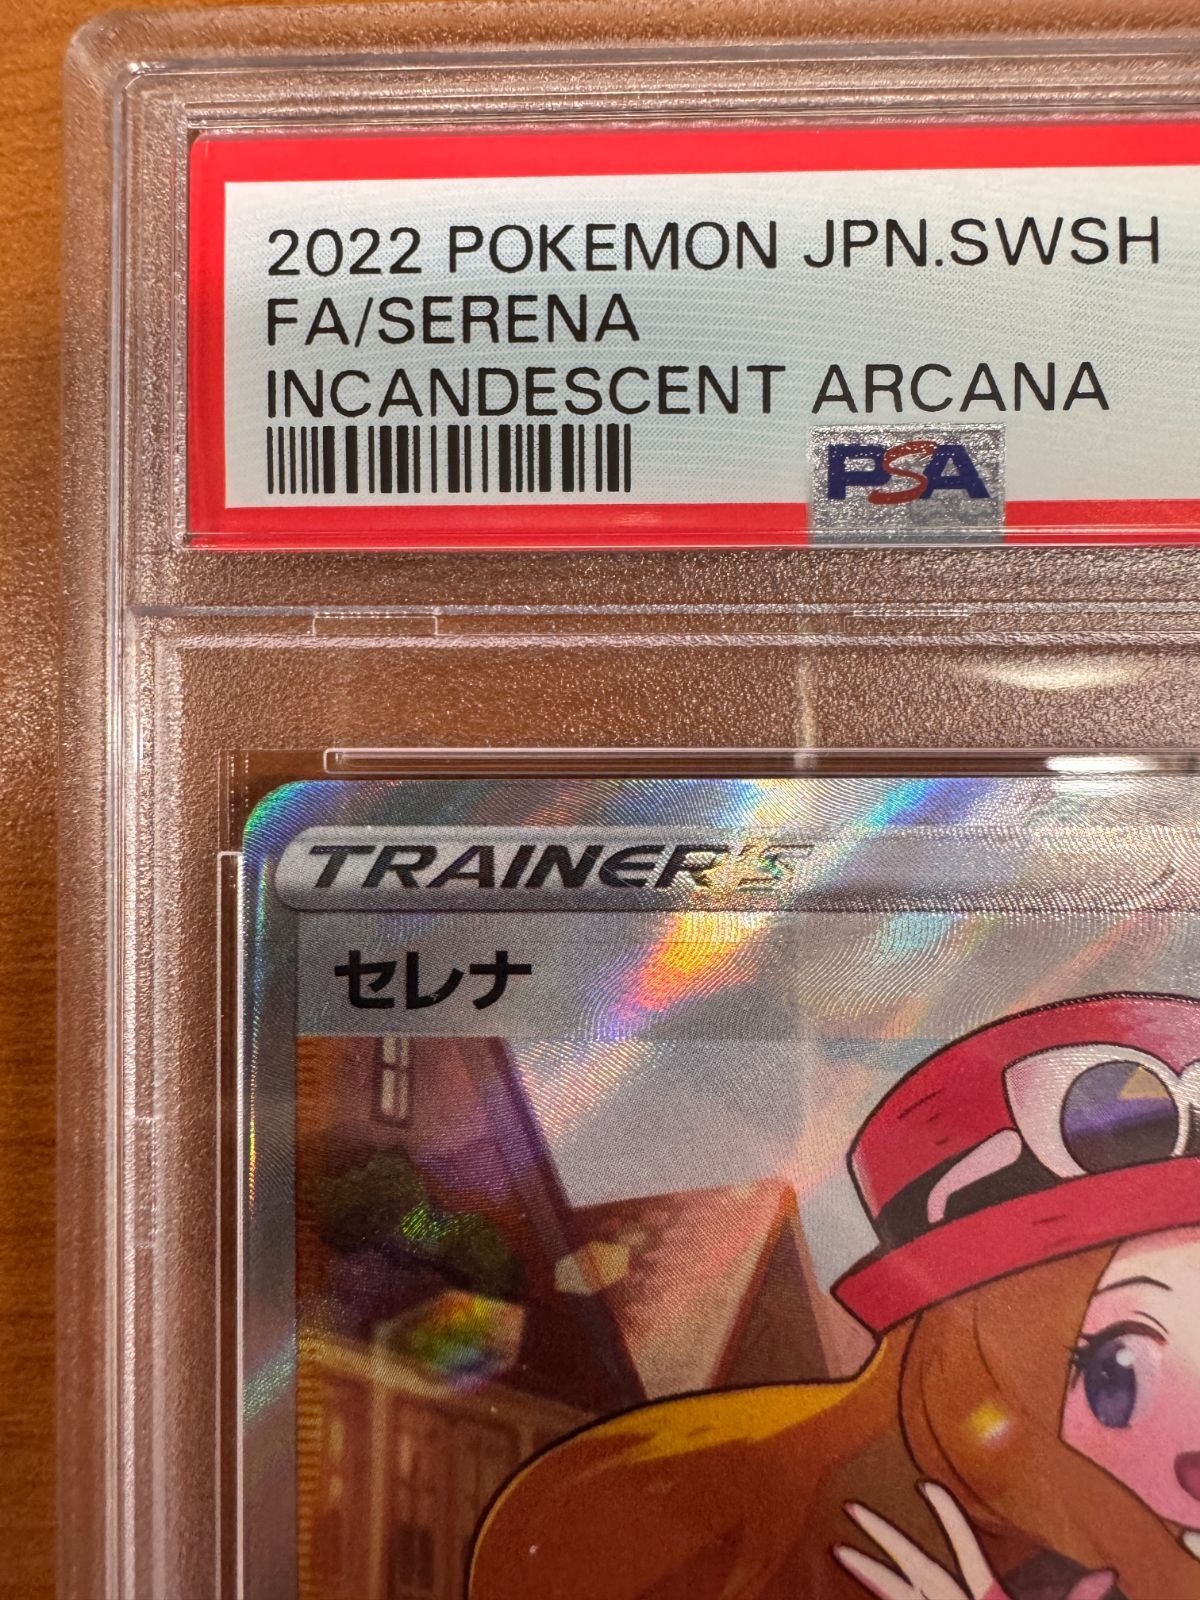 2022 POKEMON JPN.SWSH
FA/SERENA
INCANDESCENT ARCANA
PSA
TRAINER'S
セレナ